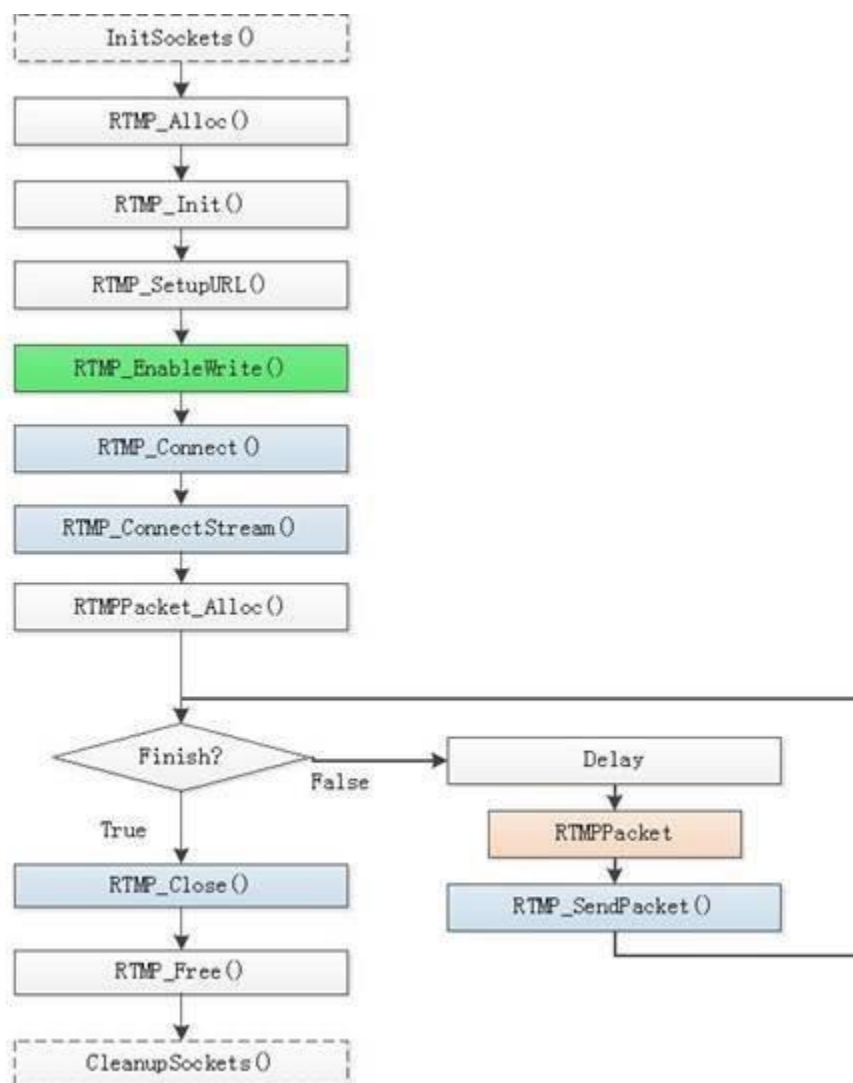 InitSockets()
RTMP_Alloc()
RTMP_Init()
RTMP_SetupURL()
RTMP_EnableWrite()
RTMP_Connect()
RTMP_ConnectStream()
RTMPPacket_Alloc()
Finish?
False
True
Delay
RTMPPacket
RTMP_SendPacket()
RTMP_Close()
RTMP_Free()
CleanupSockets()